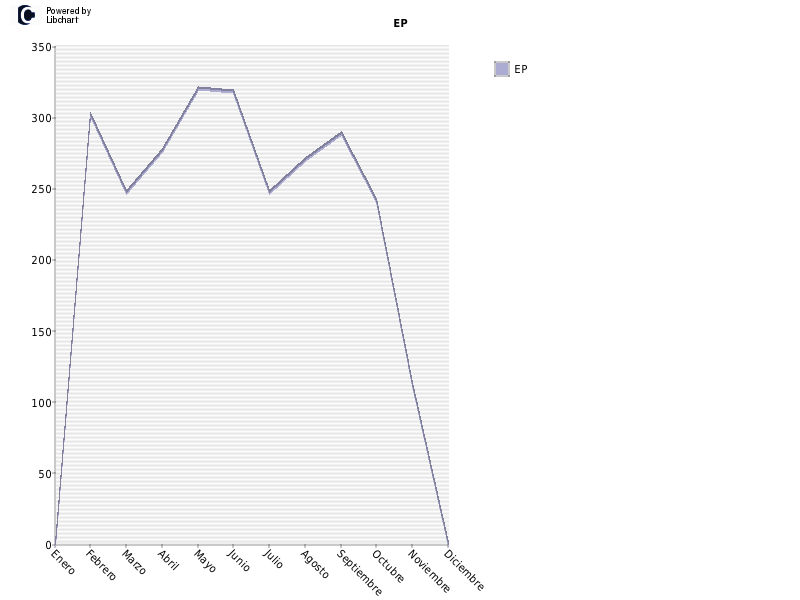 Powered by
Libchart
EP
350
300
250
200
150
100
50
0
EP
Enero
Febrero
Marzo
Abril
Mayo
Junio
Julio
Agosto
Septiembre
Octubre
Noviembre
Diciembre